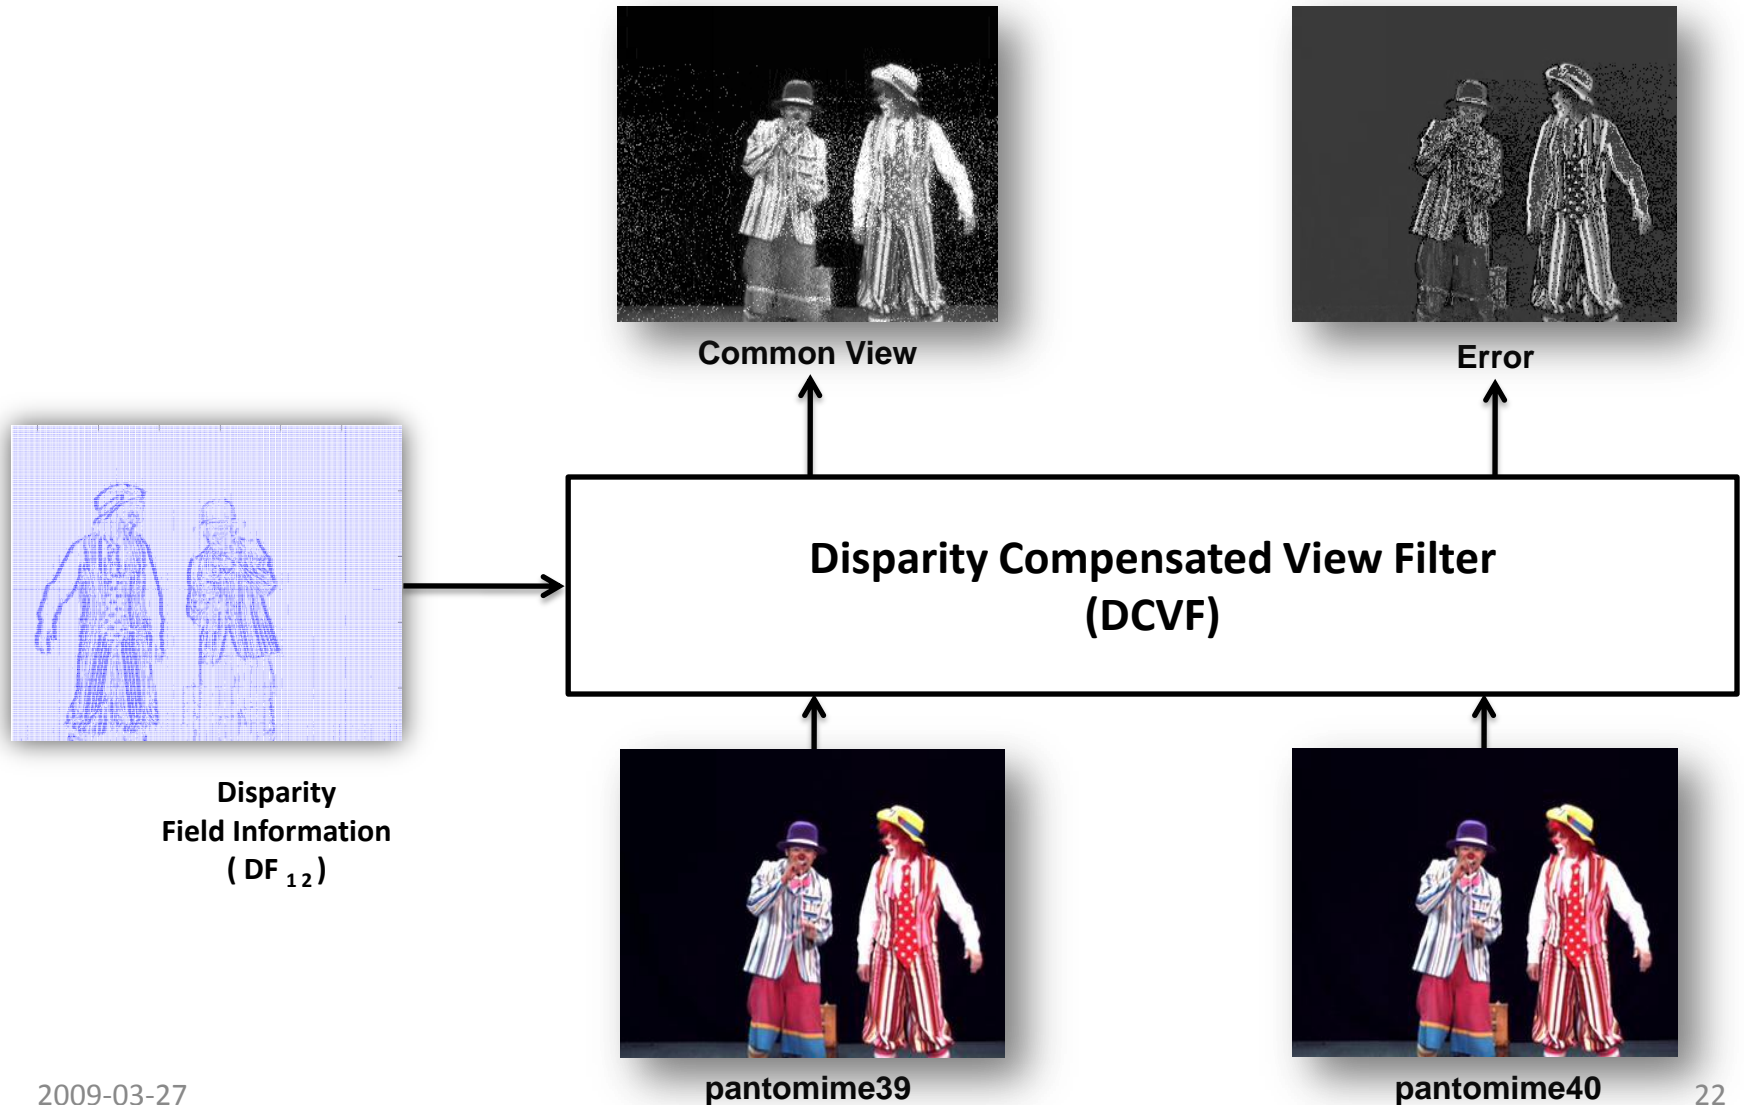 Common View
Error
Disparity Compensated View Filter
(DCVF)
Disparity
Field Information
( DF 1 2 )
pantomime39
pantomime40
2009-03-27
22